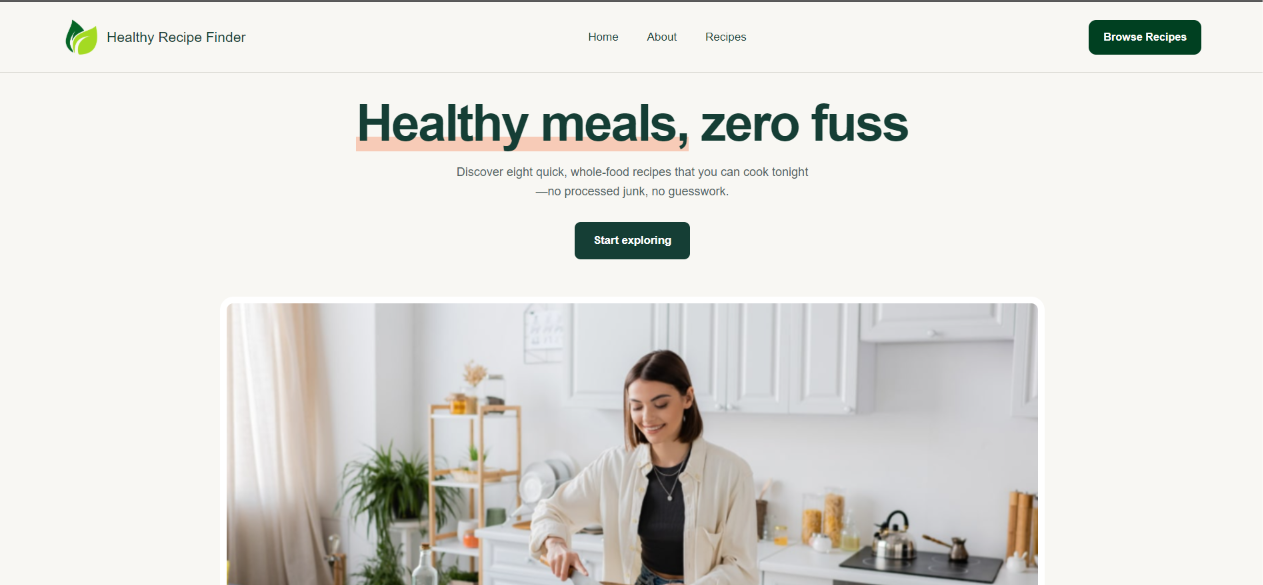 Healthy Recipe Finder
Home
About
Recipes
Browse Recipes
Healthy meals, zero fuss
Discover eight quick, whole-food recipes that you can cook tonight
—no processed junk, no guesswork.
Start exploring